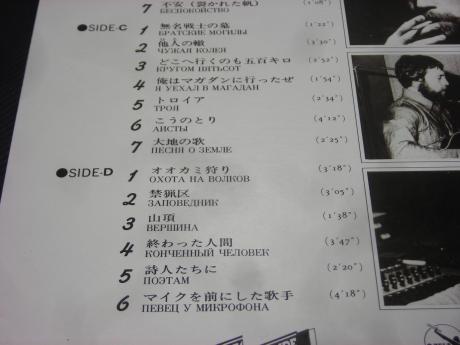 7 不安(裂かれた帆) (1'08")
БЕСПОКОЙСТВО
●SIDE-C 1 無名戦士の墓 (1'22")
БРАТСКИЕ МОГИЛЫ
2 他人の轍 (3'30")
ЧУЖАЯ КОЛЕЯ
3 どこへ行くのも五百キロ (2'52")
КРУГОМ ПЯТЬСОТ
4 俺はマガダンに行ったぜ (1'54")
Я УЕХАЛ В МАГАДАН
5 トロイア (2'34")
ТРОЯ
6 こうのとり (4'12")
АИСТЫ
7 大地の歌 (2'25")
ПЕСНЯ О ЗЕМЛЕ
●SIDE-D 1 オオカミ狩り (3'18")
ОХОТА НА ВОЛКОВ
2 禁猟区 (3'05")
ЗАПОВЕДНИК
3 山頂 (1'38")
ВЕРШИНА
4 終わった人間 (3'47")
КОНЧЕННЫЙ ЧЕЛОВЕК
5 詩人たちに (2'20")
ПОЭТАМ
6 マイクを前にした歌手 (4'18")
ПЕВЕЦ У МИКРОФОНА